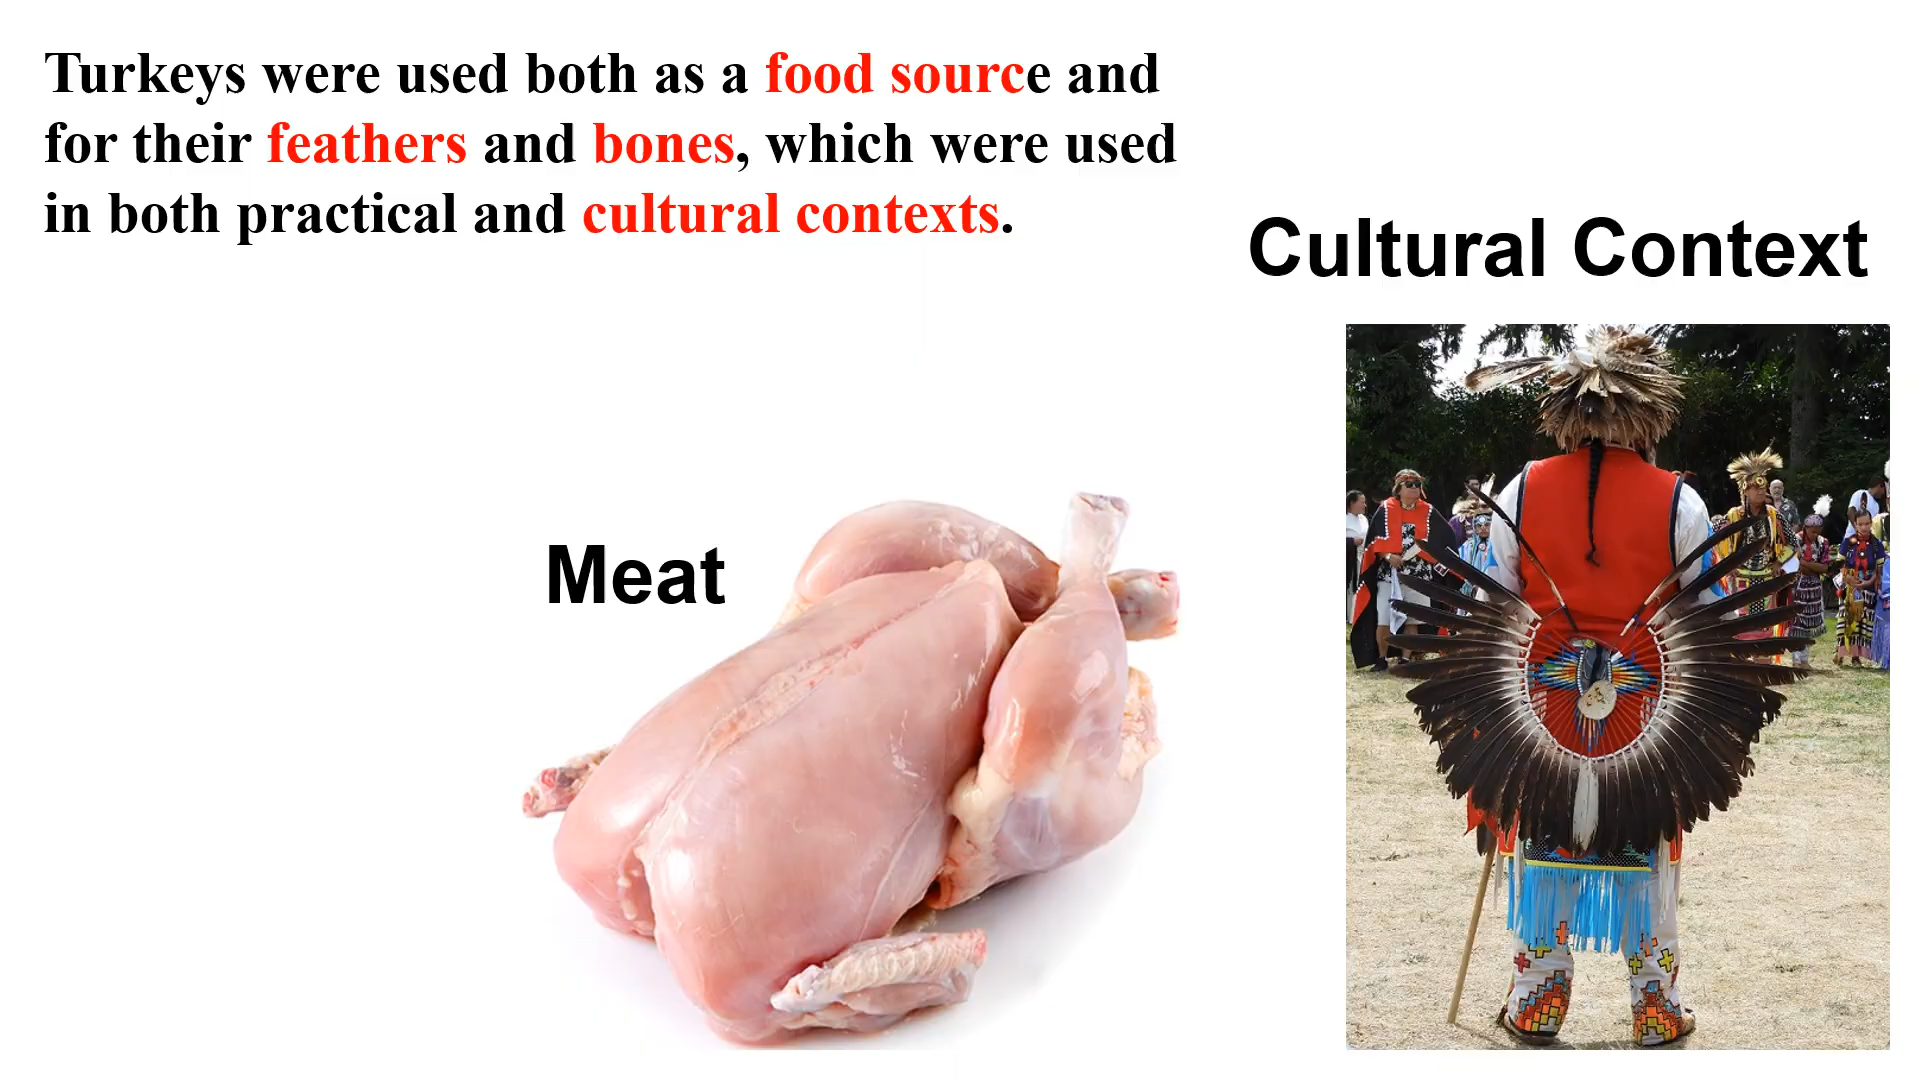 Turkeys were used both as a food source and
for their feathers and bones, which were used
in both practical and cultural contexts.
Cultural Context
Meat